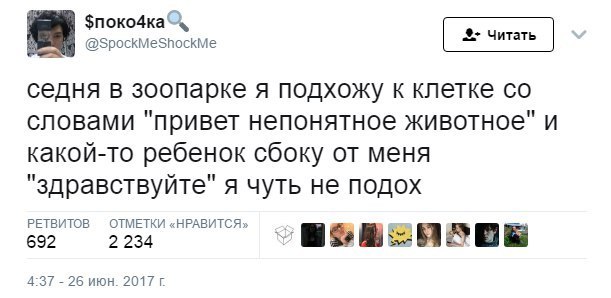 $поко4ка🔍
@SpockMeShockMe
Читать
седня в зоопарке я подхожу к клетке со
словами "привет непонятное животное" и
какой-то ребенок сбоку от меня
"здравствуйте" я чуть не подох
РЕТВИТОВ ОТМЕТКИ «НРАВИТСЯ»
692 2 234
4:37 - 26 июн. 2017 г.